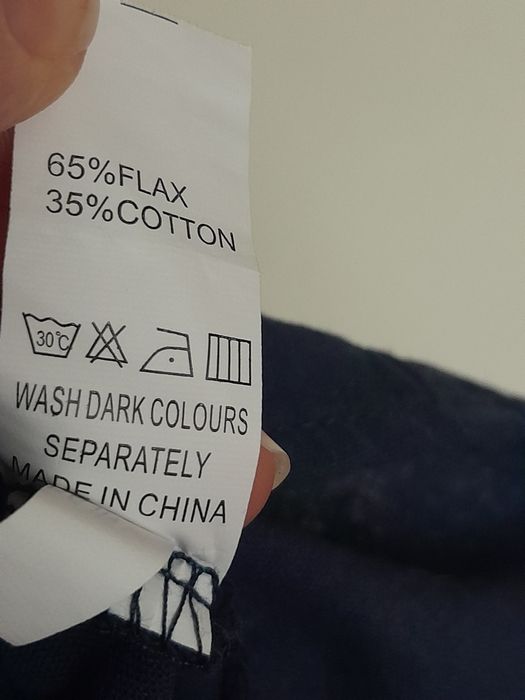 65%FLAX
35%COTTON
30℃
WASH DARK COLOURS
SEPARATELY
MADE IN CHINA